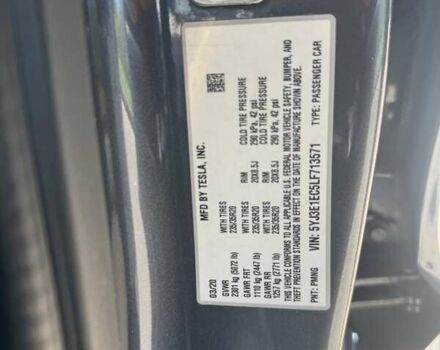 MFD BY TESLA, INC.
03/20
GVWR
2301 kg (5072 lb)
GAWR FRT
1110 kg (2447 lb)
WITH TIRES
235/35R20
RIM
20X8.5J
COLD TIRE PRESSURE
290 kPa, 42 psi
GAWR RR
1257 kg (2771 lb)
WITH TIRES
235/35R20
RIM
20X8.5J
COLD TIRE PRESSURE
290 kPa, 42 psi
THIS VEHICLE CONFORMS TO ALL APPLICABLE U.S. FEDERAL MOTOR VEHICLE SAFETY, BUMPER, AND
THEFT PREVENTION STANDARDS IN EFFECT ON THE DATE OF MANUFACTURE SHOWN ABOVE.
VIN: 5YJ3E1EC5LF713571
PNT: PMNG
TYPE: PASSENGER CAR